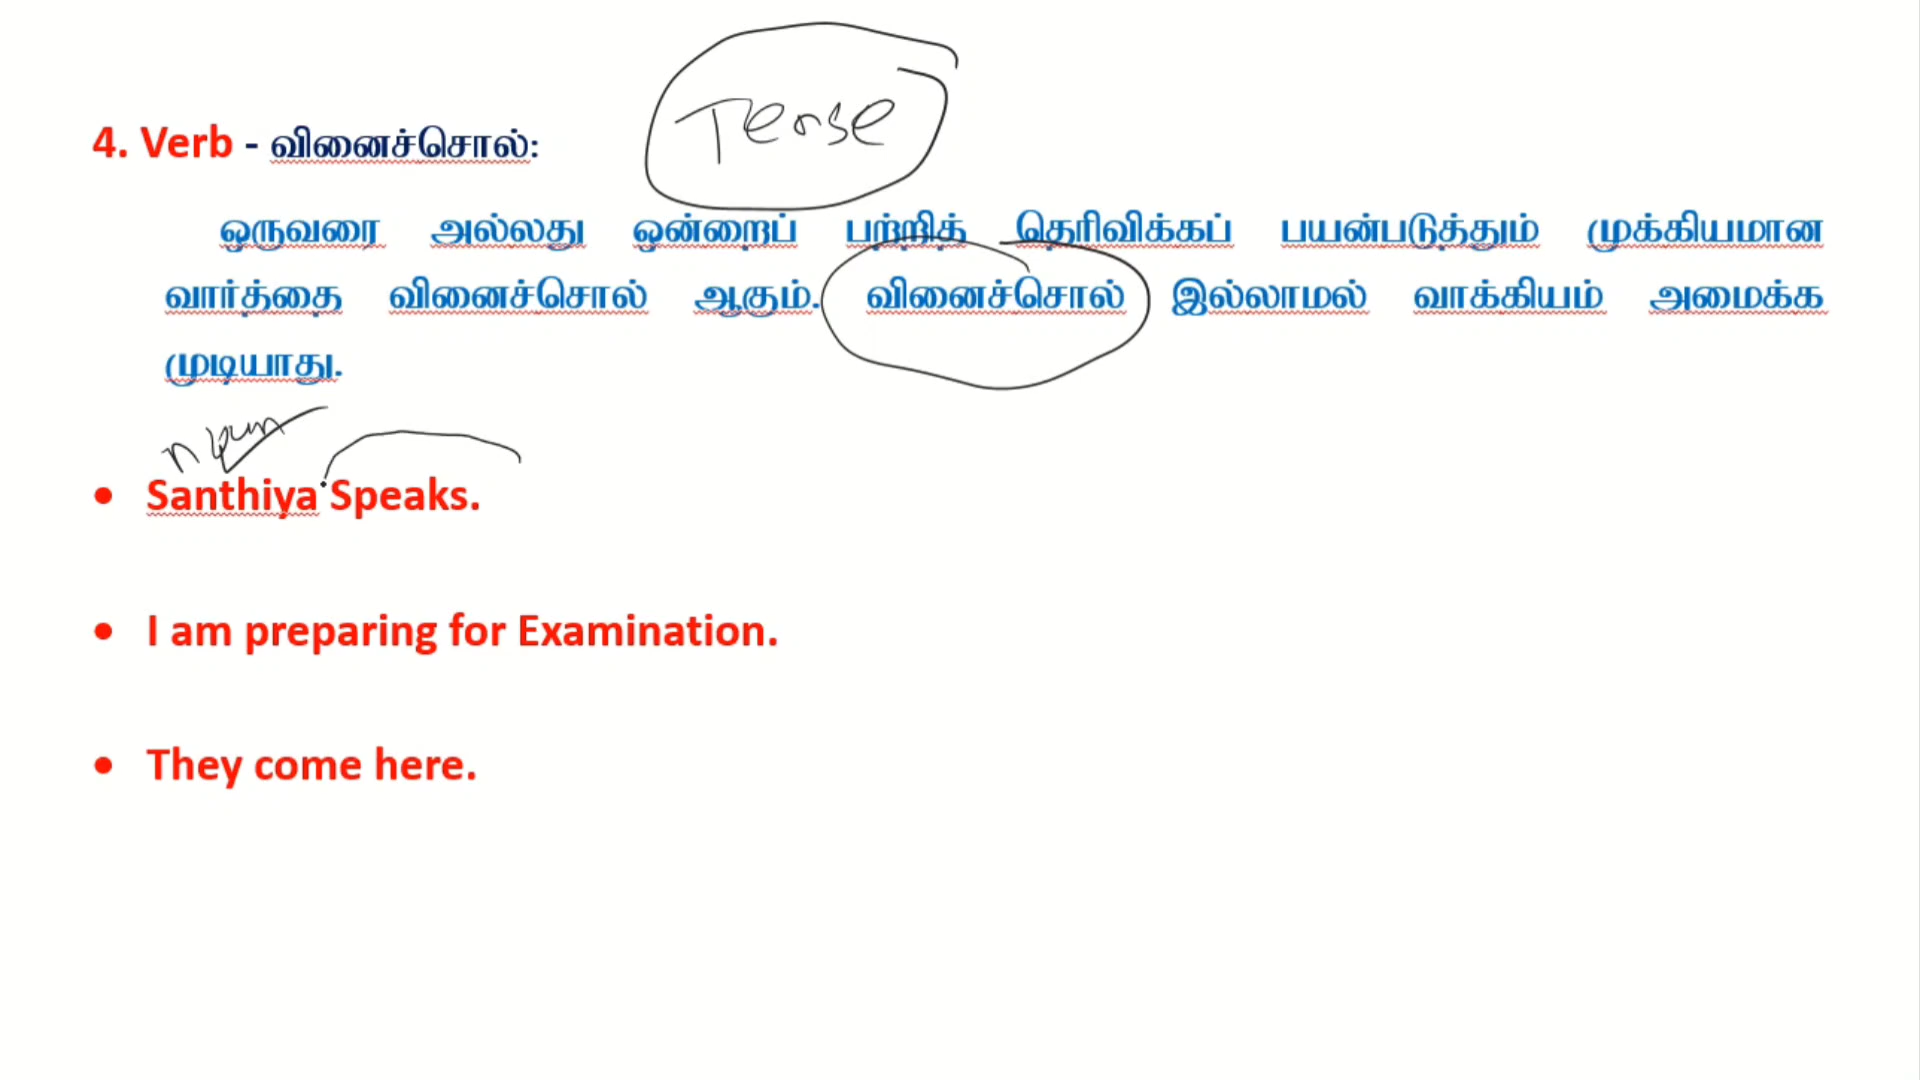 Tense
4. Verb - வினைச்சொல்:
ஒருவரை அல்லது ஒன்றைப் பற்றித் தெரிவிக்கப் பயன்படுத்தும் முக்கியமான
வார்த்தை வினைச்சொல் ஆகும். வினைச்சொல் இல்லாமல் வாக்கியம் அமைக்க
முடியாது.
noun
• Santhiya Speaks.
• I am preparing for Examination.
• They come here.